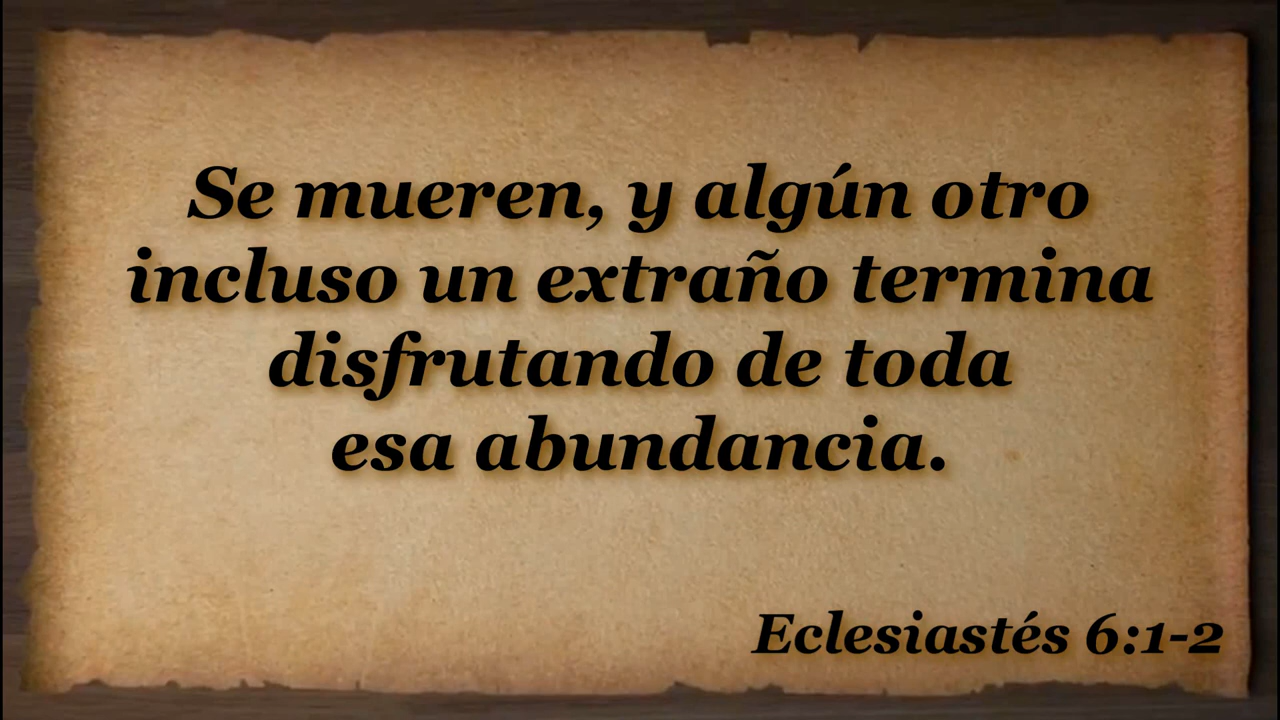 Se mueren, y algún otro
incluso un extraño termina
disfrutando de toda
esa abundancia.
Eclesiastés 6:1-2